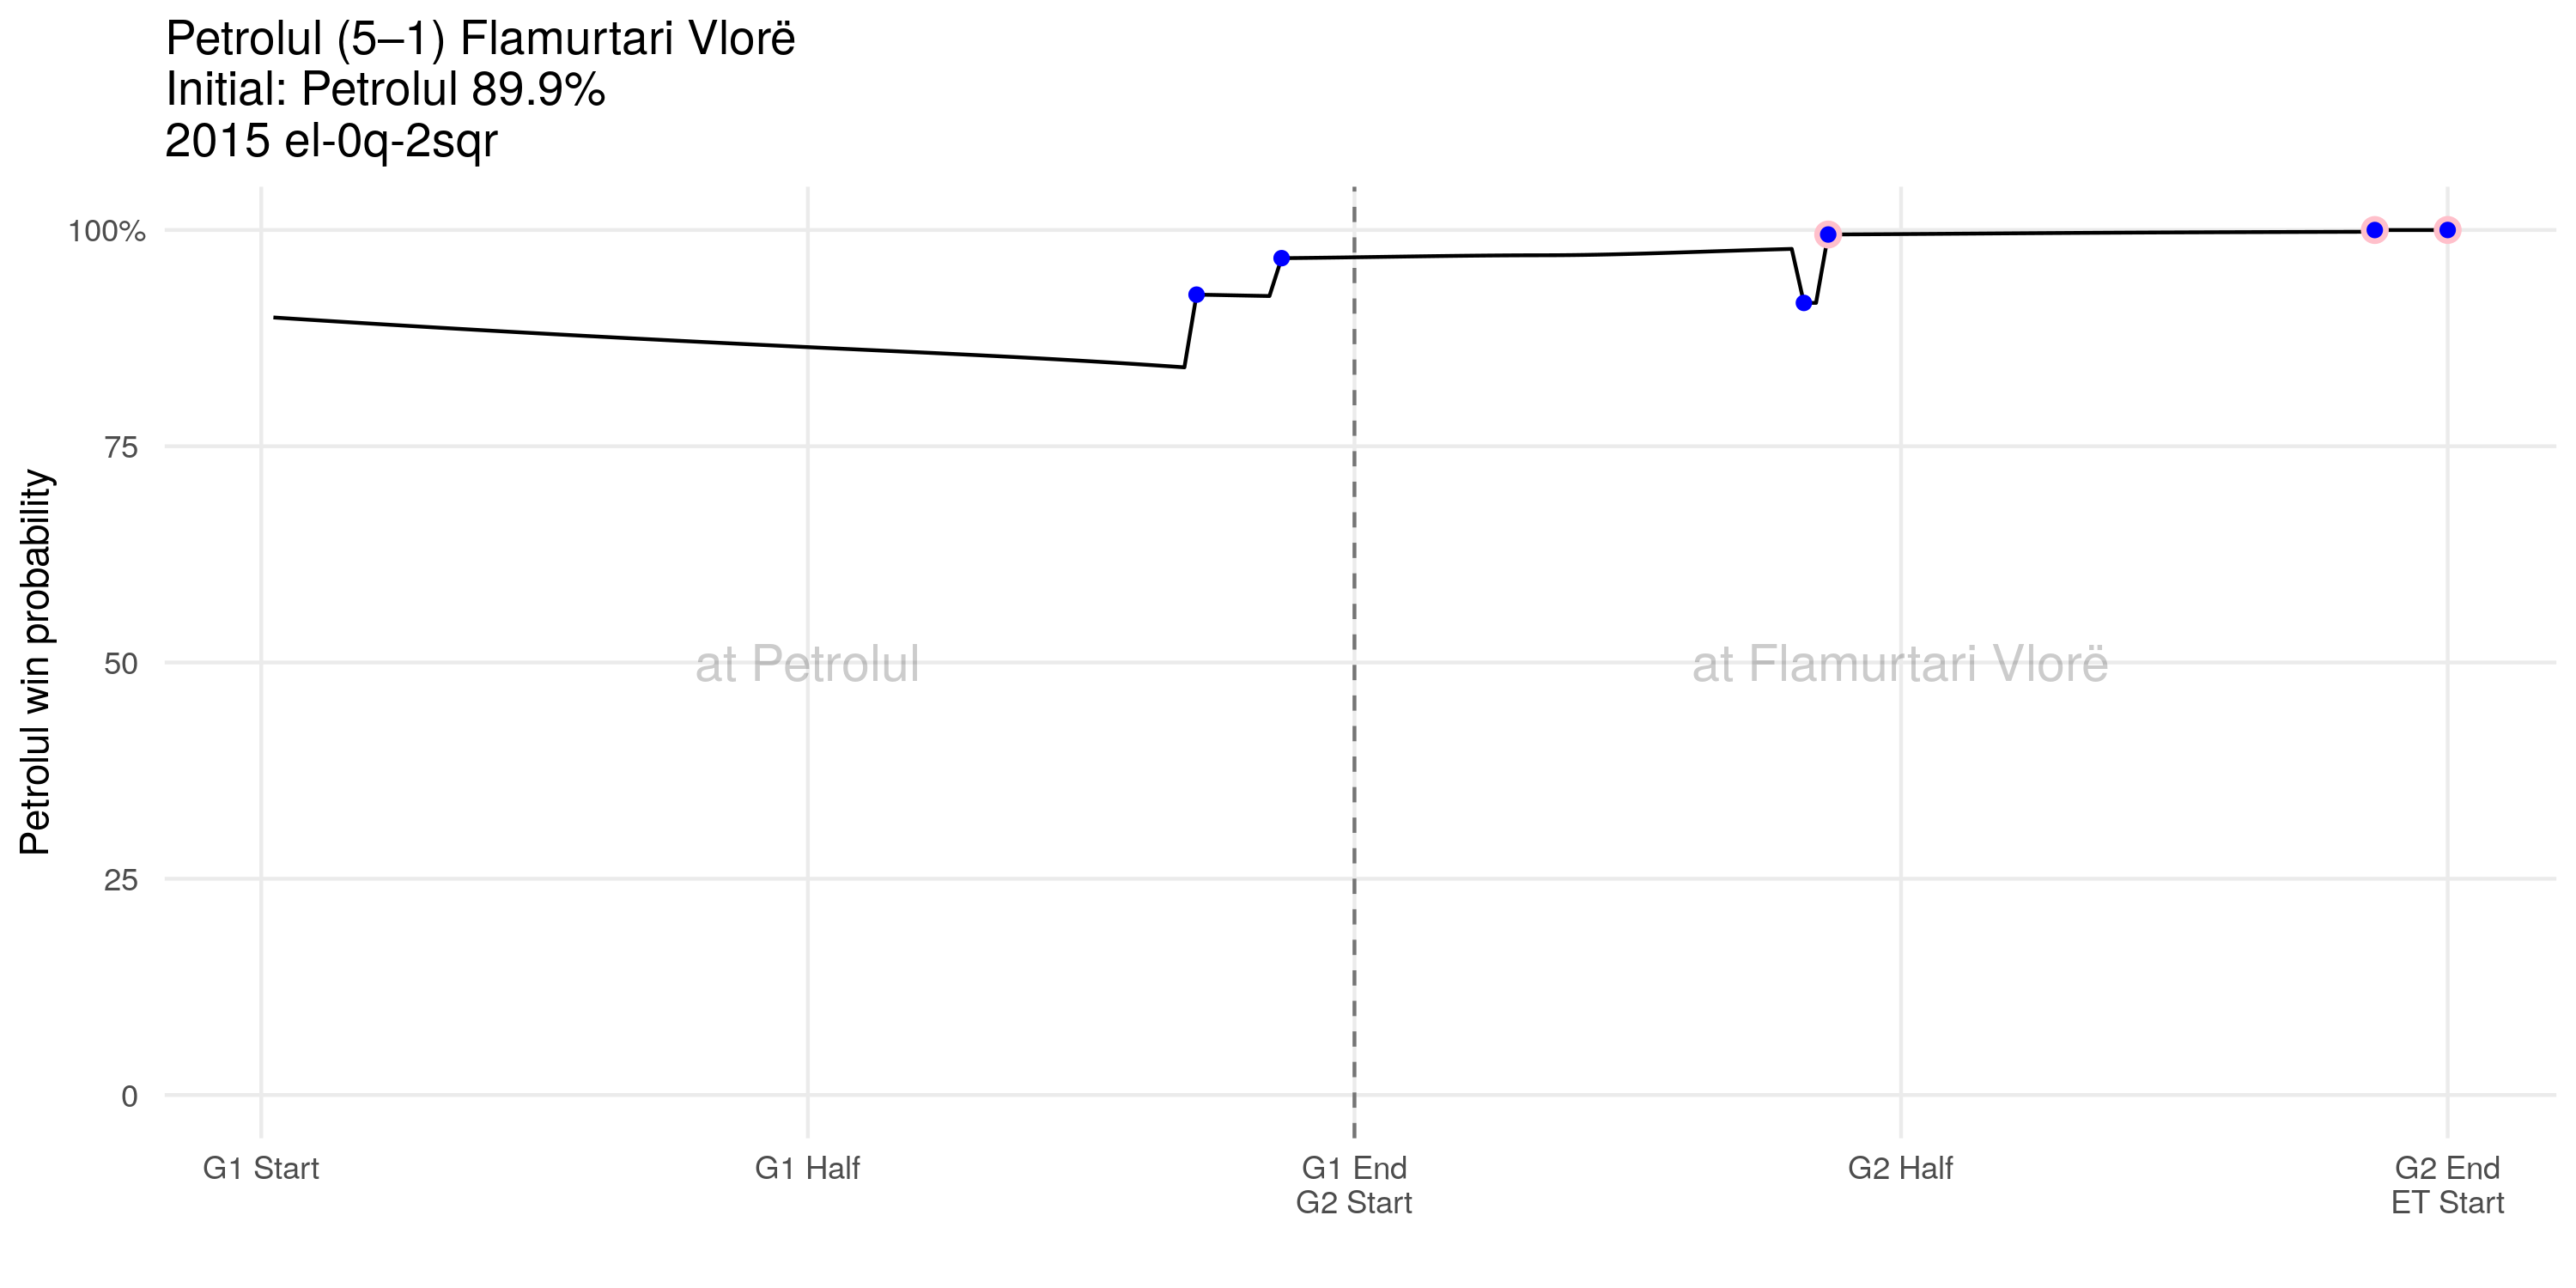 Petrolul (5–1) Flamurtari Vlorë
Initial: Petrolul 89.9%
2015 el-0q-2sqr
Petrolul win probability
100%
75
50
25
0
at Petrolul
at Flamurtari Vlorë
G1 Start
G1 Half
G1 End
G2 Start
G2 Half
G2 End
ET Start